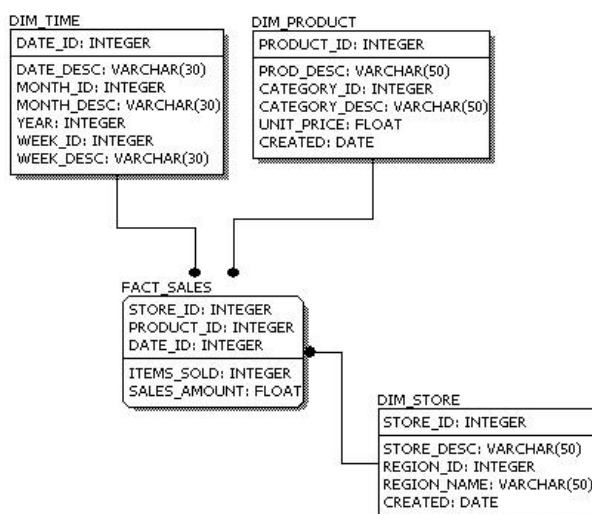 DIM_TIME
DATE_ID: INTEGER
DATE_DESC: VARCHAR(30)
MONTH_ID: INTEGER
MONTH_DESC: VARCHAR(30)
YEAR: INTEGER
WEEK_ID: INTEGER
WEEK_DESC: VARCHAR(30)
DIM_PRODUCT
PRODUCT_ID: INTEGER
PROD_DESC: VARCHAR(50)
CATEGORY_ID: INTEGER
CATEGORY_DESC: VARCHAR(50)
UNIT_PRICE: FLOAT
CREATED: DATE
FACT_SALES
STORE_ID: INTEGER
PRODUCT_ID: INTEGER
DATE_ID: INTEGER
ITEMS_SOLD: INTEGER
SALES_AMOUNT: FLOAT
DIM_STORE
STORE_ID: INTEGER
STORE_DESC: VARCHAR(50)
REGION_ID: INTEGER
REGION_NAME: VARCHAR(50)
CREATED: DATE